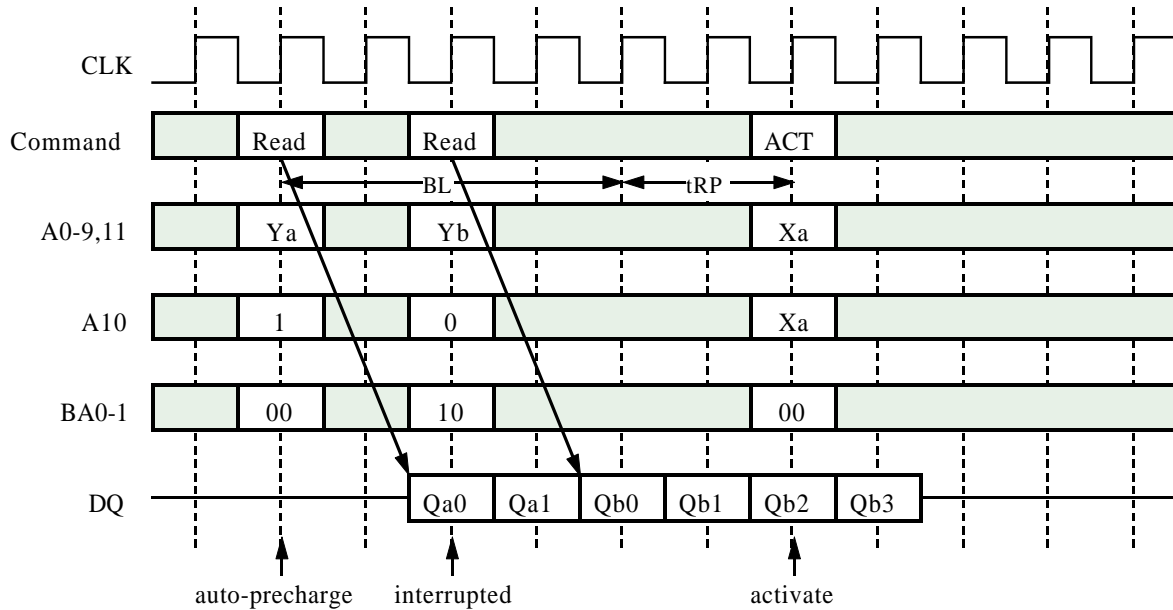 CLK
Command Read Read ACT
BL tRP
A0-9,11 Ya Yb Xa
A10 1 0 Xa
BA0-1 00 10 00
DQ Qa0 Qa1 Qb0 Qb1 Qb2 Qb3
auto-precharge interrupted activate